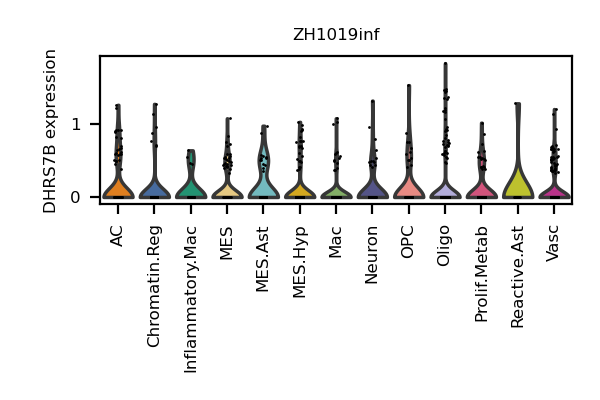 ZH1019inf
DHRS7B expression
1
0
AC
Chromatin.Reg
Inflammatory.Mac
MES
MES.Ast
MES.Hyp
Mac
Neuron
OPC
Oligo
Prolif.Metab
Reactive.Ast
Vasc